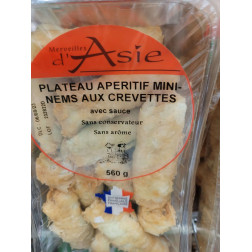 Merveilles
d'Asie
PLATEAU APERITIF MINI-
NEMS AUX CREVETTES
avec sauce
Sans conservateur
Sans arôme
560 g